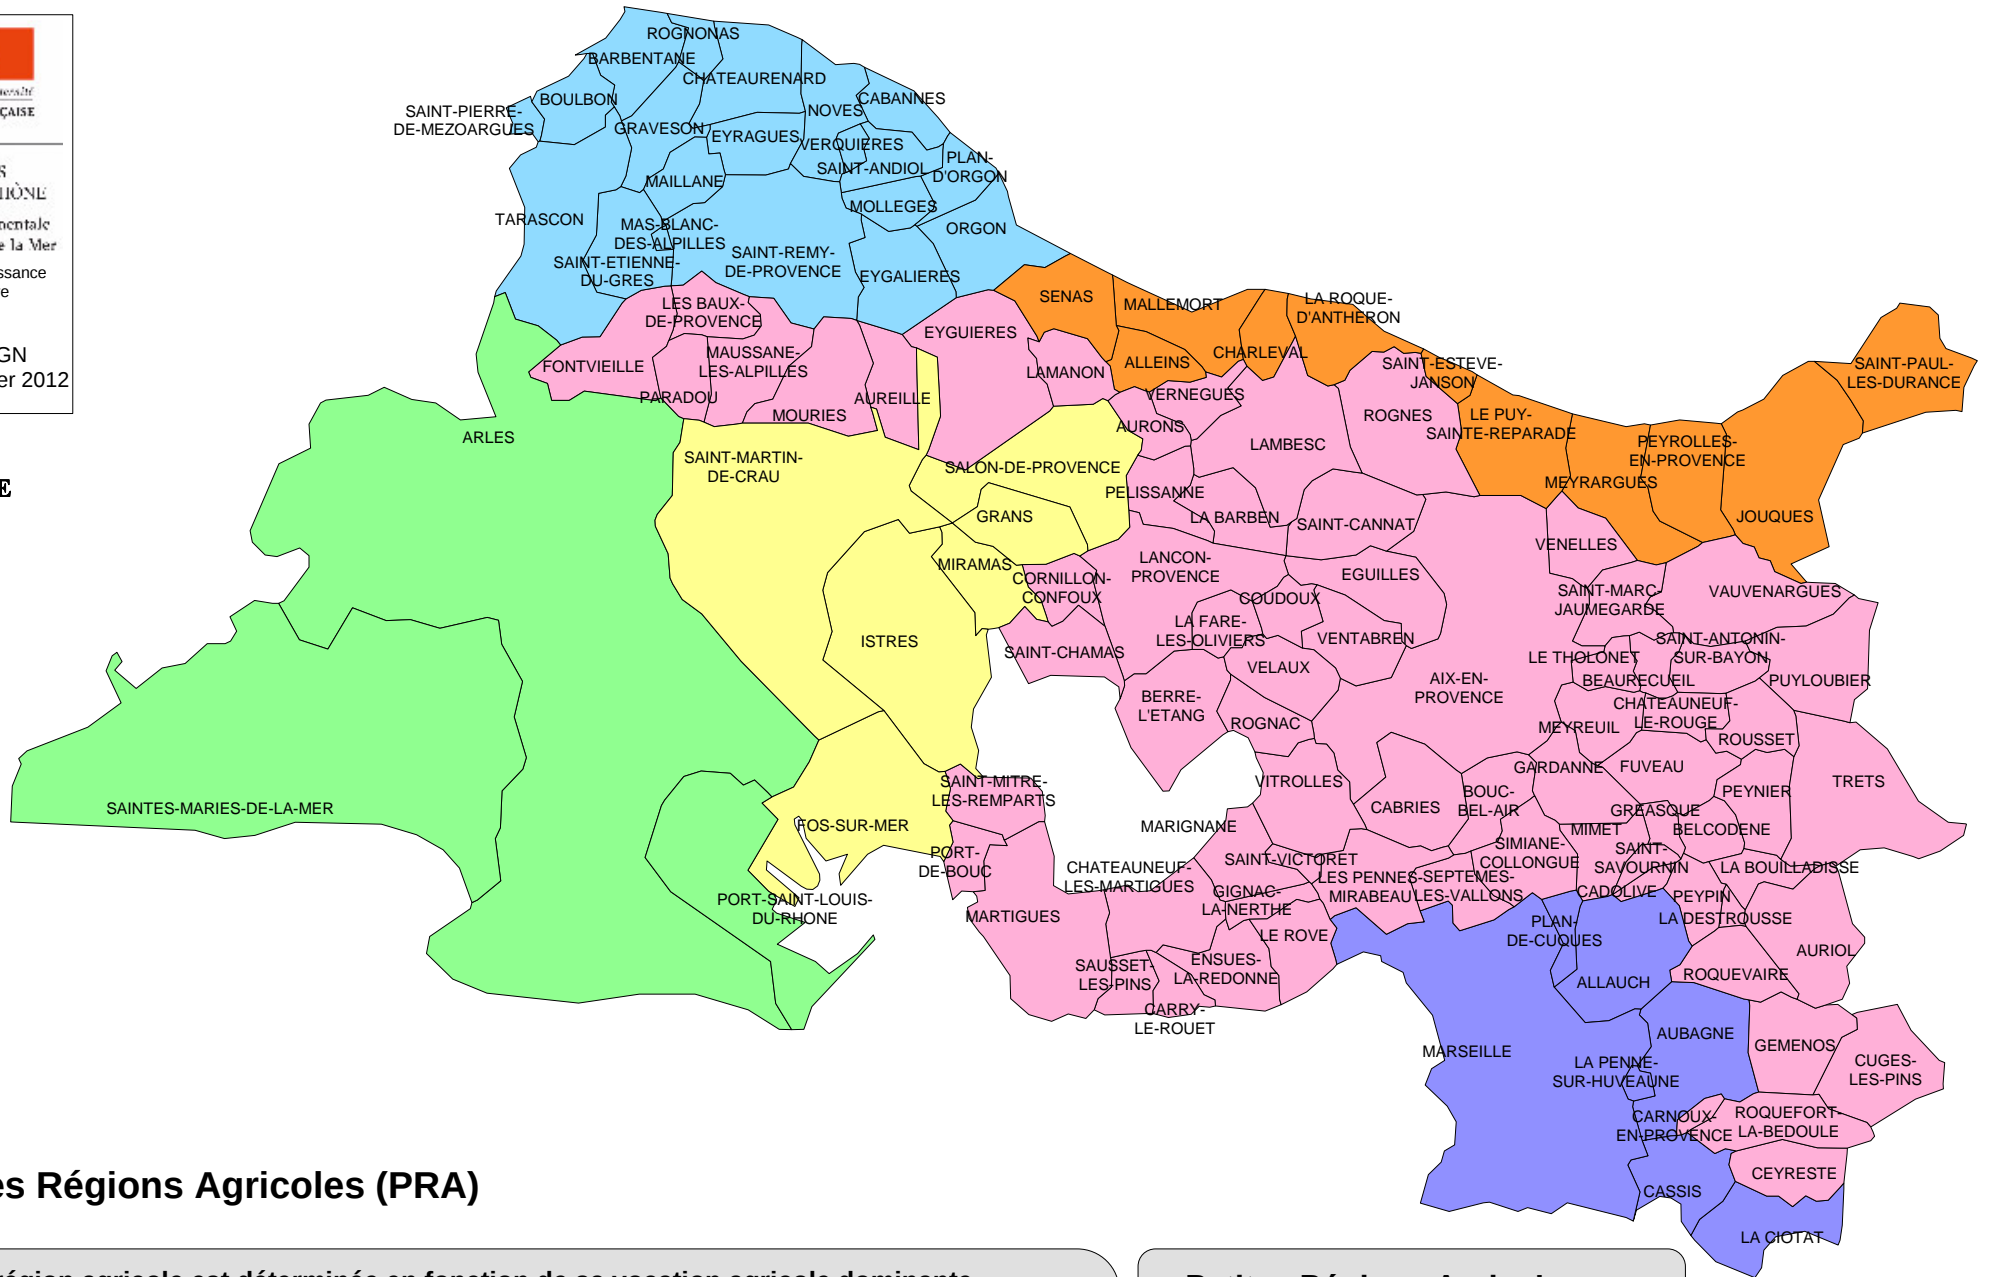 ÇAISE
S
HÔNE
nentale
e la Mer
ssance
e
GN
er 2012
E
ROGNONAS
BARBENTANE
CHATEAURENARD
BOULBON
CABANNES
SAINT-PIERRE-
DE-MEZOARGUES
NOVES
GRAVESON
EYRAGUES
VERQUIERES
SAINT-ANDIOL
PLAN-
D'ORGON
MAILLANE
MOLLEGES
TARASCON
MAS-BLANC-
DES-ALPILLES
ORGON
SAINT-REMY-
DE-PROVENCE
SAINT-ETIENNE-
DU-GRES
EYGALIERES
LES BAUX-
DE-PROVENCE
SENAS
MALLEMORT
LA ROQUE-
D'ANTHERON
EYGUIERES
FONTVIEILLE
MAUSSANE-
LES-ALPILLES
ALLEINS
CHARLEVAL
SAINT-ESTEVE-
JANSON
SAINT-PAUL-
LES-DURANCE
LAMANON
PARADOU
MOURIES
AUREILLE
VERNEGUES
ROGNES
LE PUY-
SAINTE-REPARADE
ARLES
AURONS
LAMBESC
PEYROLLES-
EN-PROVENCE
SAINT-MARTIN-
DE-CRAU
SALON-DE-PROVENCE
PELISSANNE
MEYRARGUES
GRANS
LA BARBEN
SAINT-CANNAT
JOUQUES
VENELLES
MIRAMAS
CORNILLON-
CONFOUX
LANCON-
PROVENCE
EGUILLES
COUDOUX
SAINT-MARC-
JAUMEGARDE
VAUVENARGUES
ISTRES
LA FARE-
LES-OLIVIERS
VENTABREN
SAINT-CHAMAS
VELAUX
LE THOLONET
SAINT-ANTONIN-
SUR-BAYON
BEAURECUEIL
PUYLOUBIER
BERRE-
L'ETANG
AIX-EN-
PROVENCE
ROGNAC
CHATEAUNEUF-
LE-ROUGE
MEYREUIL
ROUSSET
SAINTES-MARIES-DE-LA-MER
SAINT-MITRE-
LES-REMPARTS
VITROLLES
GARDANNE
FUVEAU
TRETS
CABRIES
BOUC-
BEL-AIR
PEYNIER
FOS-SUR-MER
MARIGNANE
GREASQUE
MIMET
BELCODENE
PORT-
DE-BOUC
SAINT-VICTORET
SIMIANE-
COLLONGUE
SAINT-
SAVOURNIN
LA BOUILLADISSE
CHATEAUNEUF-
LES-MARTIGUES
LES PENNES-
MIRABEAU
SEPTEMES-
LES-VALLONS
CADOLIVE
PEYPIN
GIGNAC-
LA-NERTHE
PORT-SAINT-LOUIS-
DU-RHONE
MARTIGUES
LE ROVE
PLAN-
DE-CUQUES
LA DESTROUSSE
AURIOL
SAUSSET-
LES-PINS
ENSUES-
LA-REDONNE
ALLAUCH
ROQUEVAIRE
CARRY-
LE-ROUET
MARSEILLE
AUBAGNE
GEMENOS
LA PENNE-
SUR-HUVEAUNE
CUGES-
LES-PINS
CARNOUX-
EN-PROVENCE
ROQUEFORT-
LA-BEDOULE
CEYRESTE
CASSIS
LA CIOTAT
es Régions Agricoles (PRA)